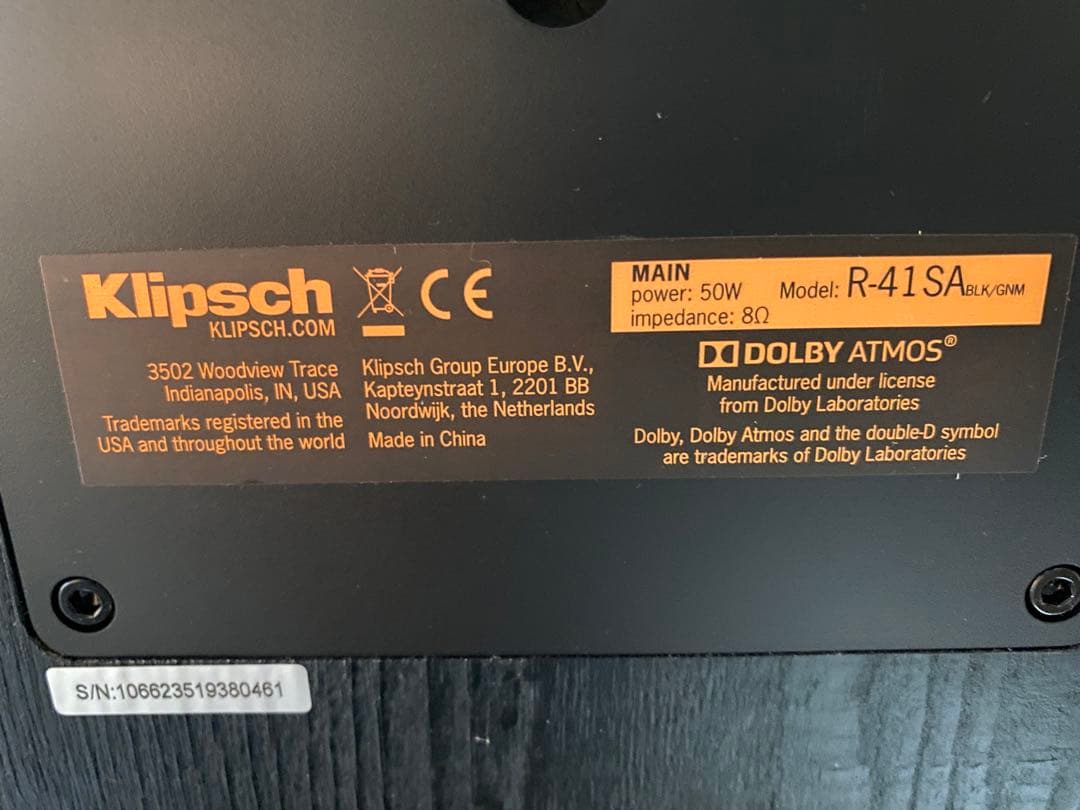 Klipsch
KLIPSCH.COM
CE
3502 Woodview Trace
Indianapolis, IN, USA
Trademarks registered in the
USA and throughout the world
Klipsch Group Europe B.V.,
Kapteynstraat 1, 2201 BB
Noordwijk, the Netherlands
Made in China
MAIN
power: 50W
impedance: 8Ω
Model: R-41SA BLK/GNM
DOLBY ATMOS®
Manufactured under license
from Dolby Laboratories
Dolby, Dolby Atmos and the double-D symbol
are trademarks of Dolby Laboratories
S/N:106623519380461